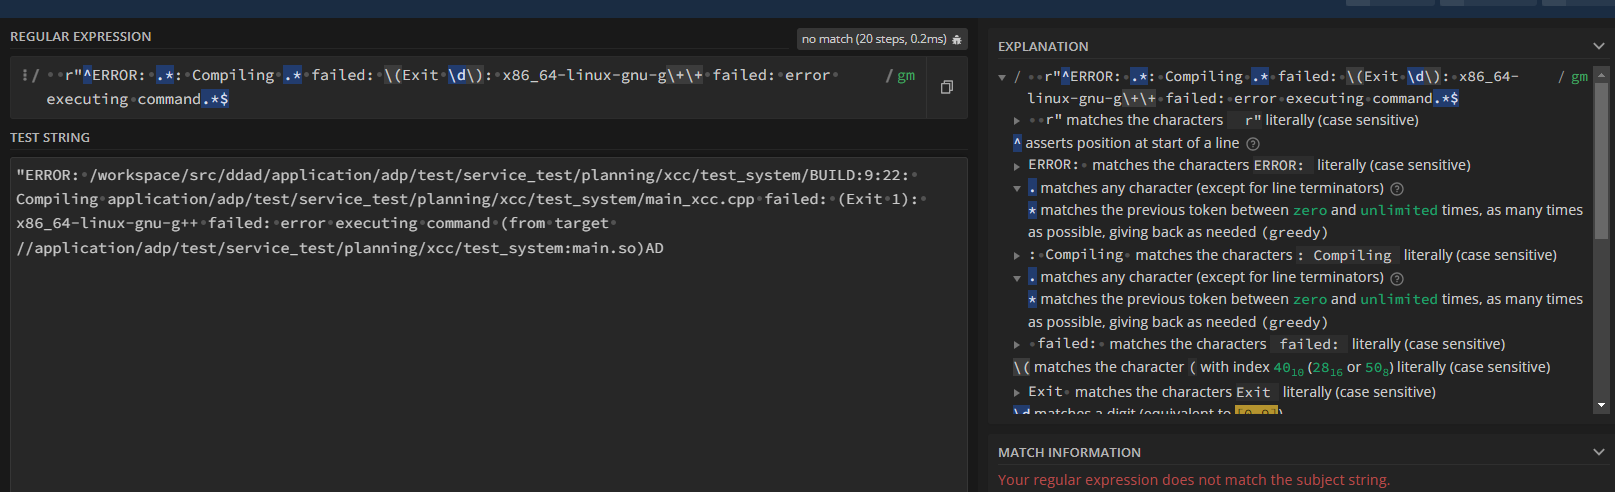 REGULAR EXPRESSION
no match (20 steps, 0.2ms)
/ r"^ERROR: .*: Compiling .* failed: \(Exit \d\): x86_64-linux-gnu-g\+\+ failed: error / gm
executing command.*$
TEST STRING
"ERROR: /workspace/src/ddad/application/adp/test/service_test/planning/xcc/test_system/BUILD:9:22:
Compiling application/adp/test/service_test/planning/xcc/test_system/main_xcc.cpp failed: (Exit 1):
x86_64-linux-gnu-g++ failed: error executing command (from target
//application/adp/test/service_test/planning/xcc/test_system:main.so)AD
EXPLANATION
/ r"^ERROR: .*: Compiling .* failed: \(Exit \d\): x86_64- / gm
linux-gnu-g\+\+ failed: error executing command.*$
r" matches the characters r" literally (case sensitive)
^ asserts position at start of a line
ERROR: matches the characters ERROR: literally (case sensitive)
. matches any character (except for line terminators)
* matches the previous token between zero and unlimited times, as many times
as possible, giving back as needed (greedy)
: Compiling matches the characters : Compiling literally (case sensitive)
. matches any character (except for line terminators)
* matches the previous token between zero and unlimited times, as many times
as possible, giving back as needed (greedy)
failed: matches the characters failed: literally (case sensitive)
\( matches the character ( with index 40₁₀ (28₁₆ or 50₈) literally (case sensitive)
Exit matches the characters Exit literally (case sensitive)
\d matches a digit (equivalent to [0-9])
MATCH INFORMATION
Your regular expression does not match the subject string.